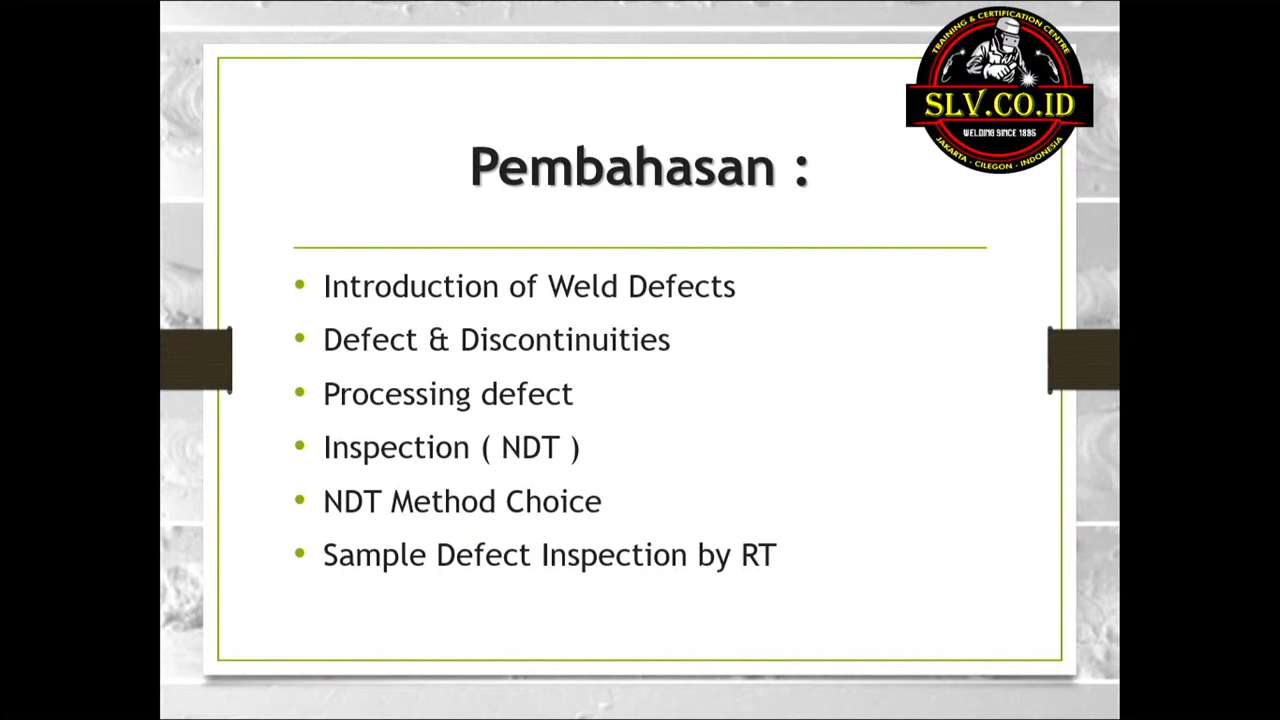 TRAINING & CERTIFICATION CENTRE
SLV.CO.ID
WELDING SINCE 1995
JAKARTA - CILEGON - INDONESIA
Pembahasan :
• Introduction of Weld Defects
• Defect & Discontinuities
• Processing defect
• Inspection ( NDT )
• NDT Method Choice
• Sample Defect Inspection by RT